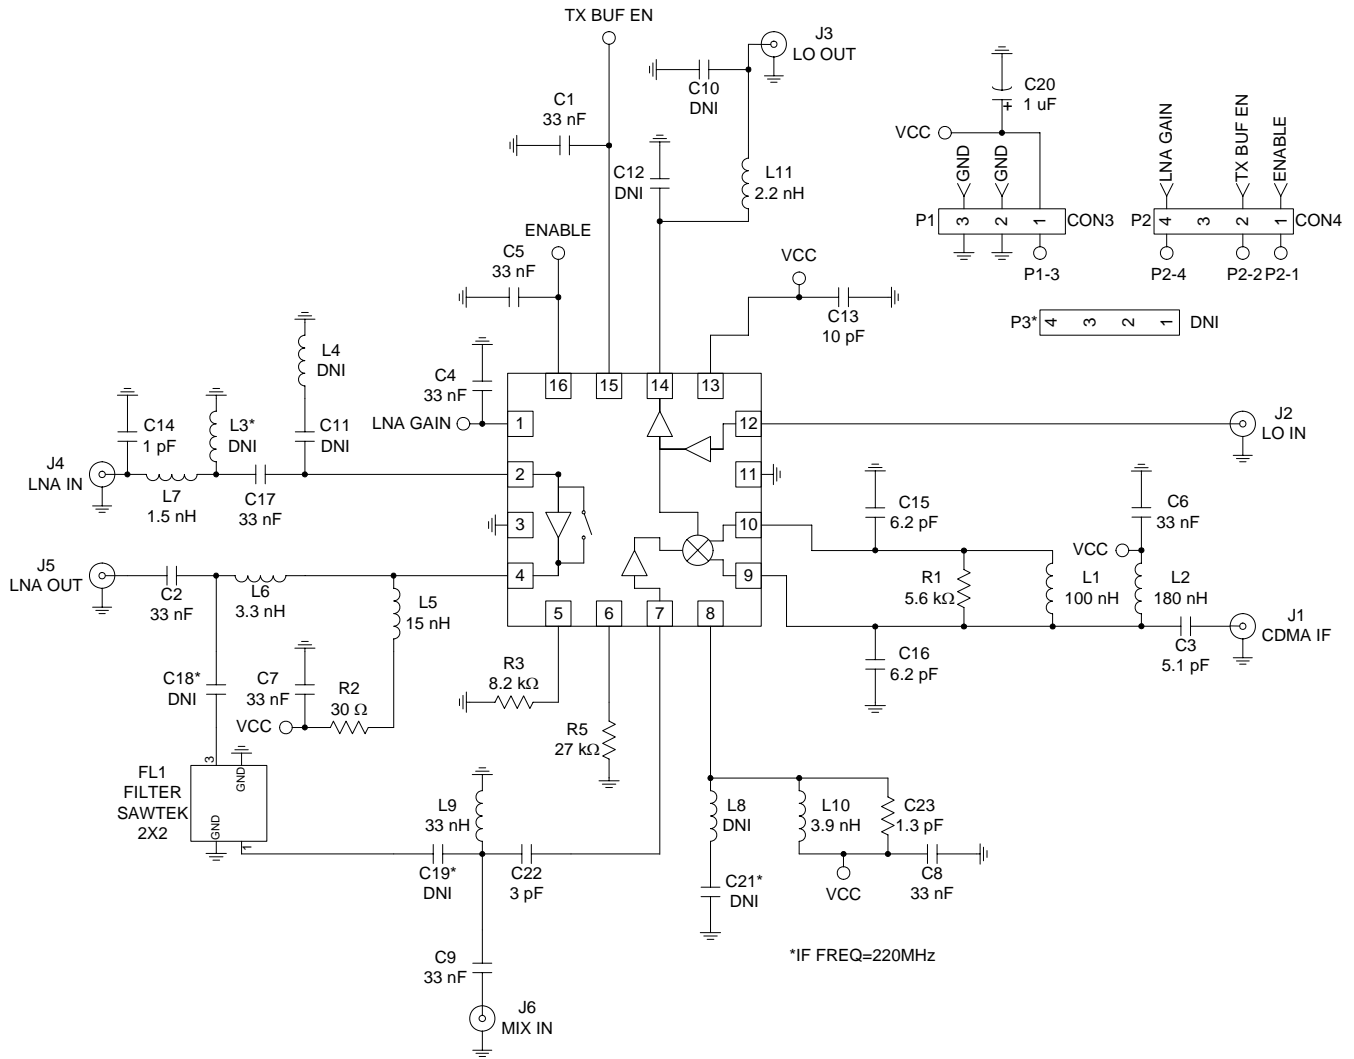 TX BUF EN
J3
LO OUT
C10
DNI
C1
33 nF
C12
DNI
L11
2.2 nH
C20
1 uF
+
VCC
GND
GND
P1
3
2
1
CON3
P1-3
LNA GAIN
TX BUF EN
ENABLE
P2
4
3
2
1
CON4
P2-4
P2-2
P2-1
P3*
4
3
2
1
DNI
ENABLE
C5
33 nF
VCC
C13
10 pF
L4
DNI
C4
33 nF
16
15
14
13
C14
1 pF
L3*
DNI
C11
DNI
LNA GAIN
1
12
J2
LO IN
J4
LNA IN
L7
1.5 nH
C17
33 nF
2
11
3
10
C15
6.2 pF
C6
33 nF
VCC
J5
LNA OUT
C2
33 nF
L6
3.3 nH
L5
15 nH
4
9
R1
5.6 kΩ
L1
100 nH
L2
180 nH
5
6
7
8
J1
CDMA IF
C3
5.1 pF
C16
6.2 pF
C18*
DNI
C7
33 nF
R2
30 Ω
VCC
R3
8.2 kΩ
R5
27 kΩ
FL1
FILTER
SAWTEK
2X2
3
GND
GND
1
L9
33 nH
C19*
DNI
C22
3 pF
L8
DNI
L10
3.9 nH
C23
1.3 pF
C21*
DNI
VCC
C8
33 nF
C9
33 nF
*IF FREQ=220MHz
J6
MIX IN